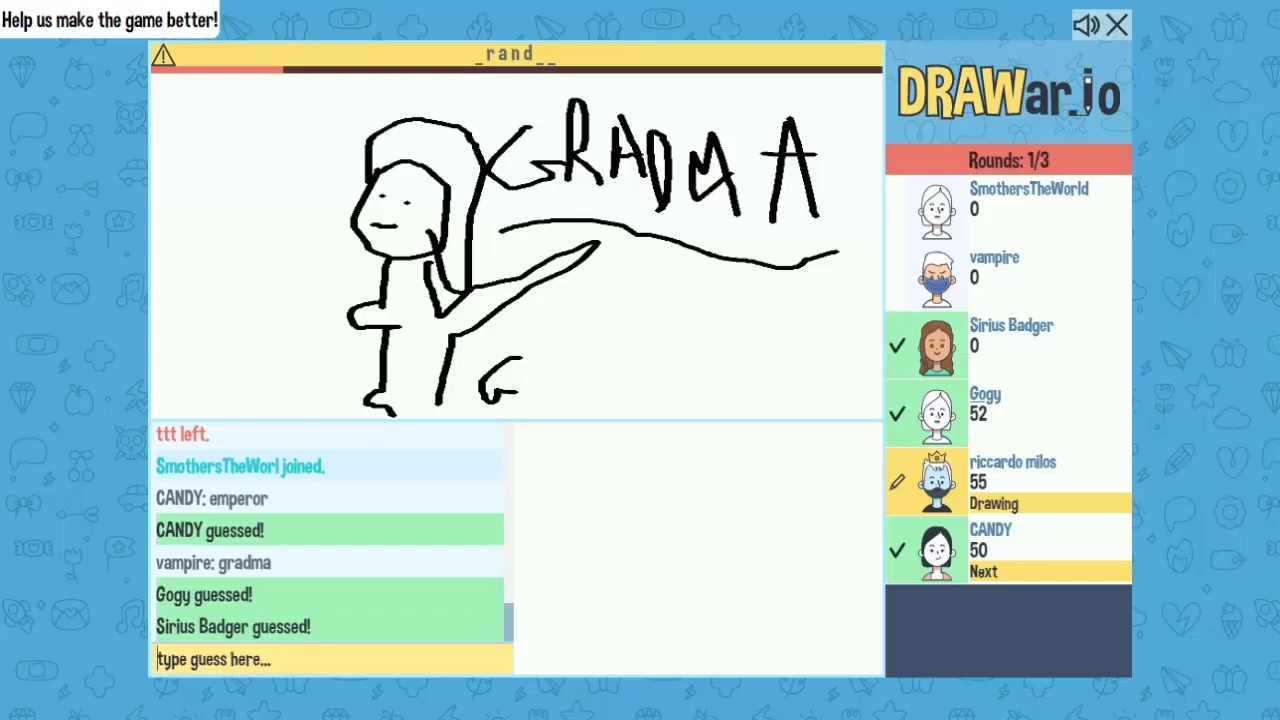 Help us make the game better!
_rand__
DRAWar.io
GRADMA
G
Rounds: 1/3
SmothersTheWorld
0
vampire
0
Sirius Badger
0
Gogy
52
riccardo milos
55
Drawing
CANDY
50
Next
ttt left.
SmothersTheWorl joined.
CANDY: emperor
CANDY guessed!
vampire: gradma
Gogy guessed!
Sirius Badger guessed!
type guess here...